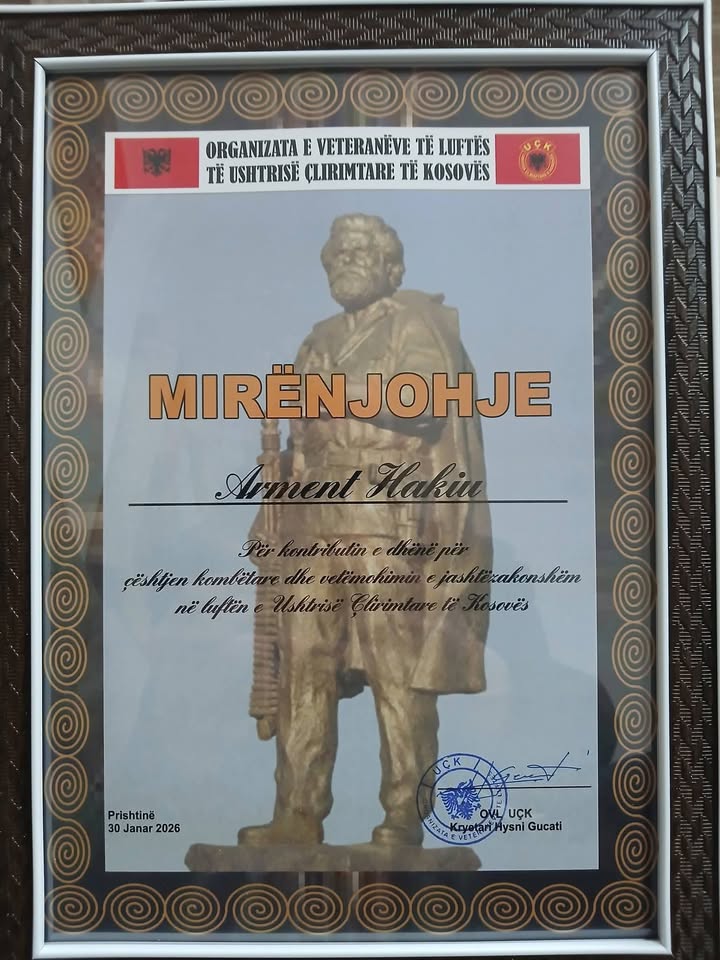 ORGANIZATA E VETERANËVE TË LUFTËS
TË USHTRISË ÇLIRIMTARE TË KOSOVËS
UÇK
MIRËNJOHJE
Arment Hakiu
Për kontributin e dhënë për
çështjen kombëtare dhe vetëmohimin e jashtëzakonshëm
në luftën e Ushtrisë Çlirimtare të Kosovës
UÇK
Prishtinë
30 Janar 2026
OVL UÇK
Kryetari Hysni Gucati